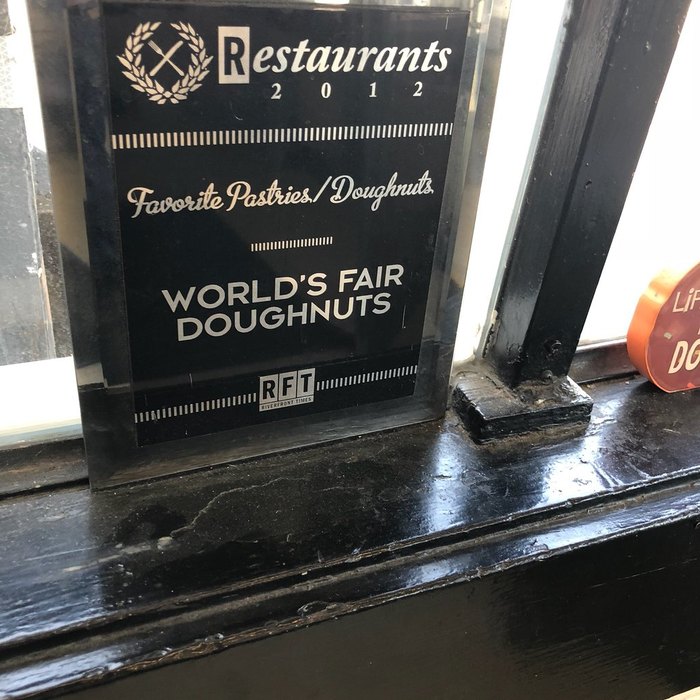 Restaurants
2012
Favorite Pastries/Doughnuts
WORLD'S FAIR
DOUGHNUTS
RFT
RIVERFRONT TIMES